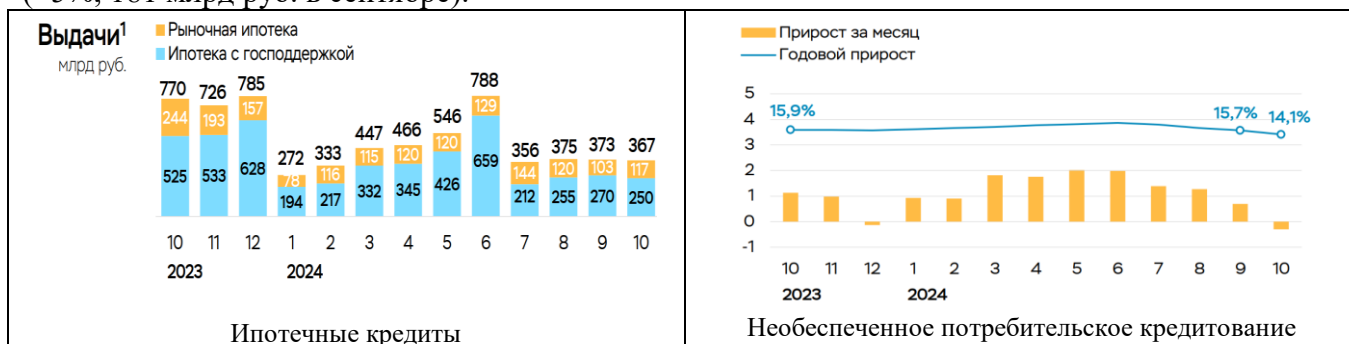 (–3%, 181 млрд руб. в сентябре).
Выдачи¹
млрд руб.
Рыночная ипотека
Ипотека с господдержкой
770 726 785 272 333 447 466 546 788 356 375 373 367
244 193 157 78 116 115 120 120 129 144 120 103 117
525 533 628 194 217 332 345 426 659 212 255 270 250
10 11 12 1 2 3 4 5 6 7 8 9 10
2023 2024
Ипотечные кредиты
Прирост за месяц
Годовой прирост
5
4
3
2
1
0
-1
15,9% 15,7% 14,1%
10 11 12 1 2 3 4 5 6 7 8 9 10
2023 2024
Необеспеченное потребительское кредитование